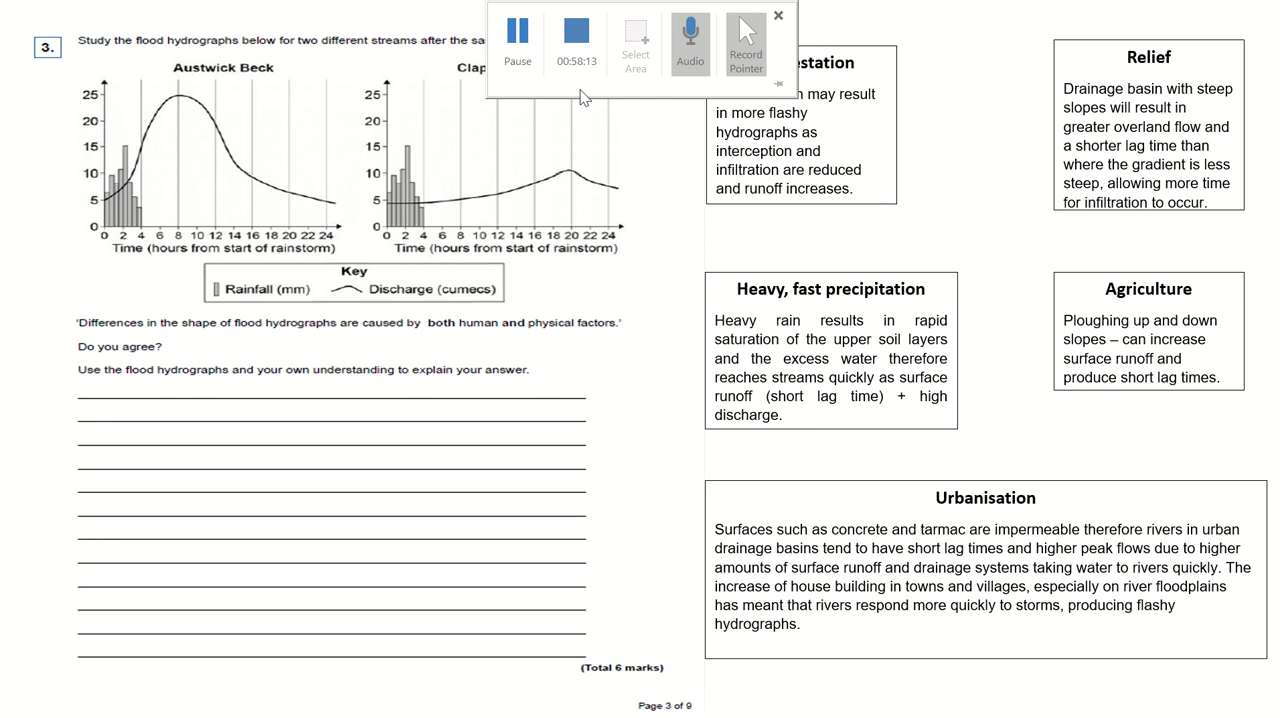 3.
Study the flood hydrographs below for two different streams after the sa
Austwick Beck
Clap
25
20
15
10
5
0
0 2 4 6 8 10 12 14 16 18 20 22 24
Time (hours from start of rainstorm)
25
20
15
10
5
0
0 2 4 6 8 10 12 14 16 18 20 22 24
Time (hours from start of rainstorm)
Key
Rainfall (mm)
Discharge (cumecs)
'Differences in the shape of flood hydrographs are caused by both human and physical factors.'
Do you agree?
Use the flood hydrographs and your own understanding to explain your answer.
(Total 6 marks)
Page 3 of 9
Pause
00:58:13
Select
Area
Audio
Record
Pointer
station
may result
in more flashy
hydrographs as
interception and
infiltration are reduced
and runoff increases.
Relief
Drainage basin with steep
slopes will result in
greater overland flow and
a shorter lag time than
where the gradient is less
steep, allowing more time
for infiltration to occur.
Heavy, fast precipitation
Heavy rain results in rapid
saturation of the upper soil layers
and the excess water therefore
reaches streams quickly as surface
runoff (short lag time) + high
discharge.
Agriculture
Ploughing up and down
slopes – can increase
surface runoff and
produce short lag times.
Urbanisation
Surfaces such as concrete and tarmac are impermeable therefore rivers in urban
drainage basins tend to have short lag times and higher peak flows due to higher
amounts of surface runoff and drainage systems taking water to rivers quickly. The
increase of house building in towns and villages, especially on river floodplains
has meant that rivers respond more quickly to storms, producing flashy
hydrographs.